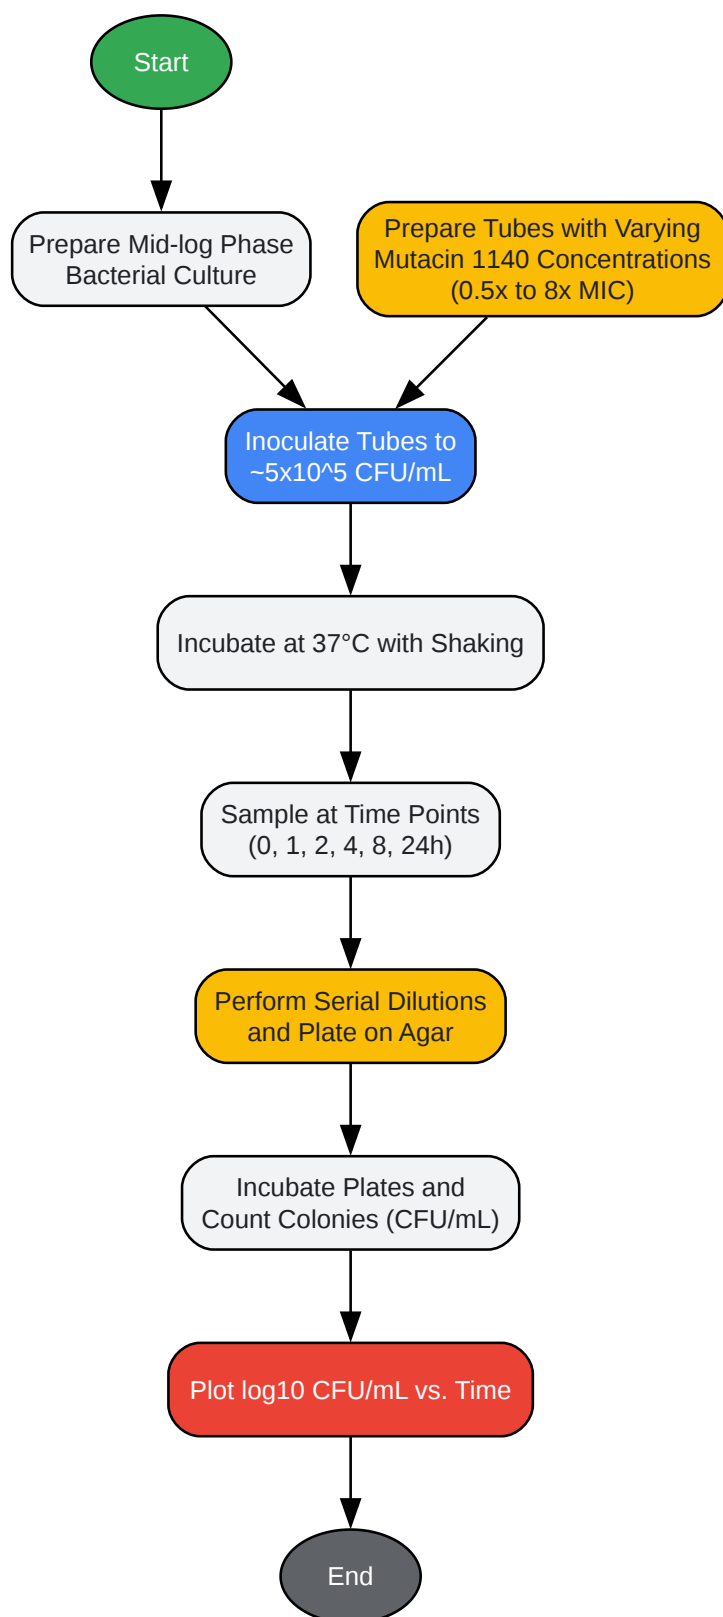 Start
Prepare Mid-log Phase
Bacterial Culture
Prepare Tubes with Varying
Mutacin 1140 Concentrations
(0.5x to 8x MIC)
Inoculate Tubes to
~5x10^5 CFU/mL
Incubate at 37°C with Shaking
Sample at Time Points
(0, 1, 2, 4, 8, 24h)
Perform Serial Dilutions
and Plate on Agar
Incubate Plates and
Count Colonies (CFU/mL)
Plot log10 CFU/mL vs. Time
End